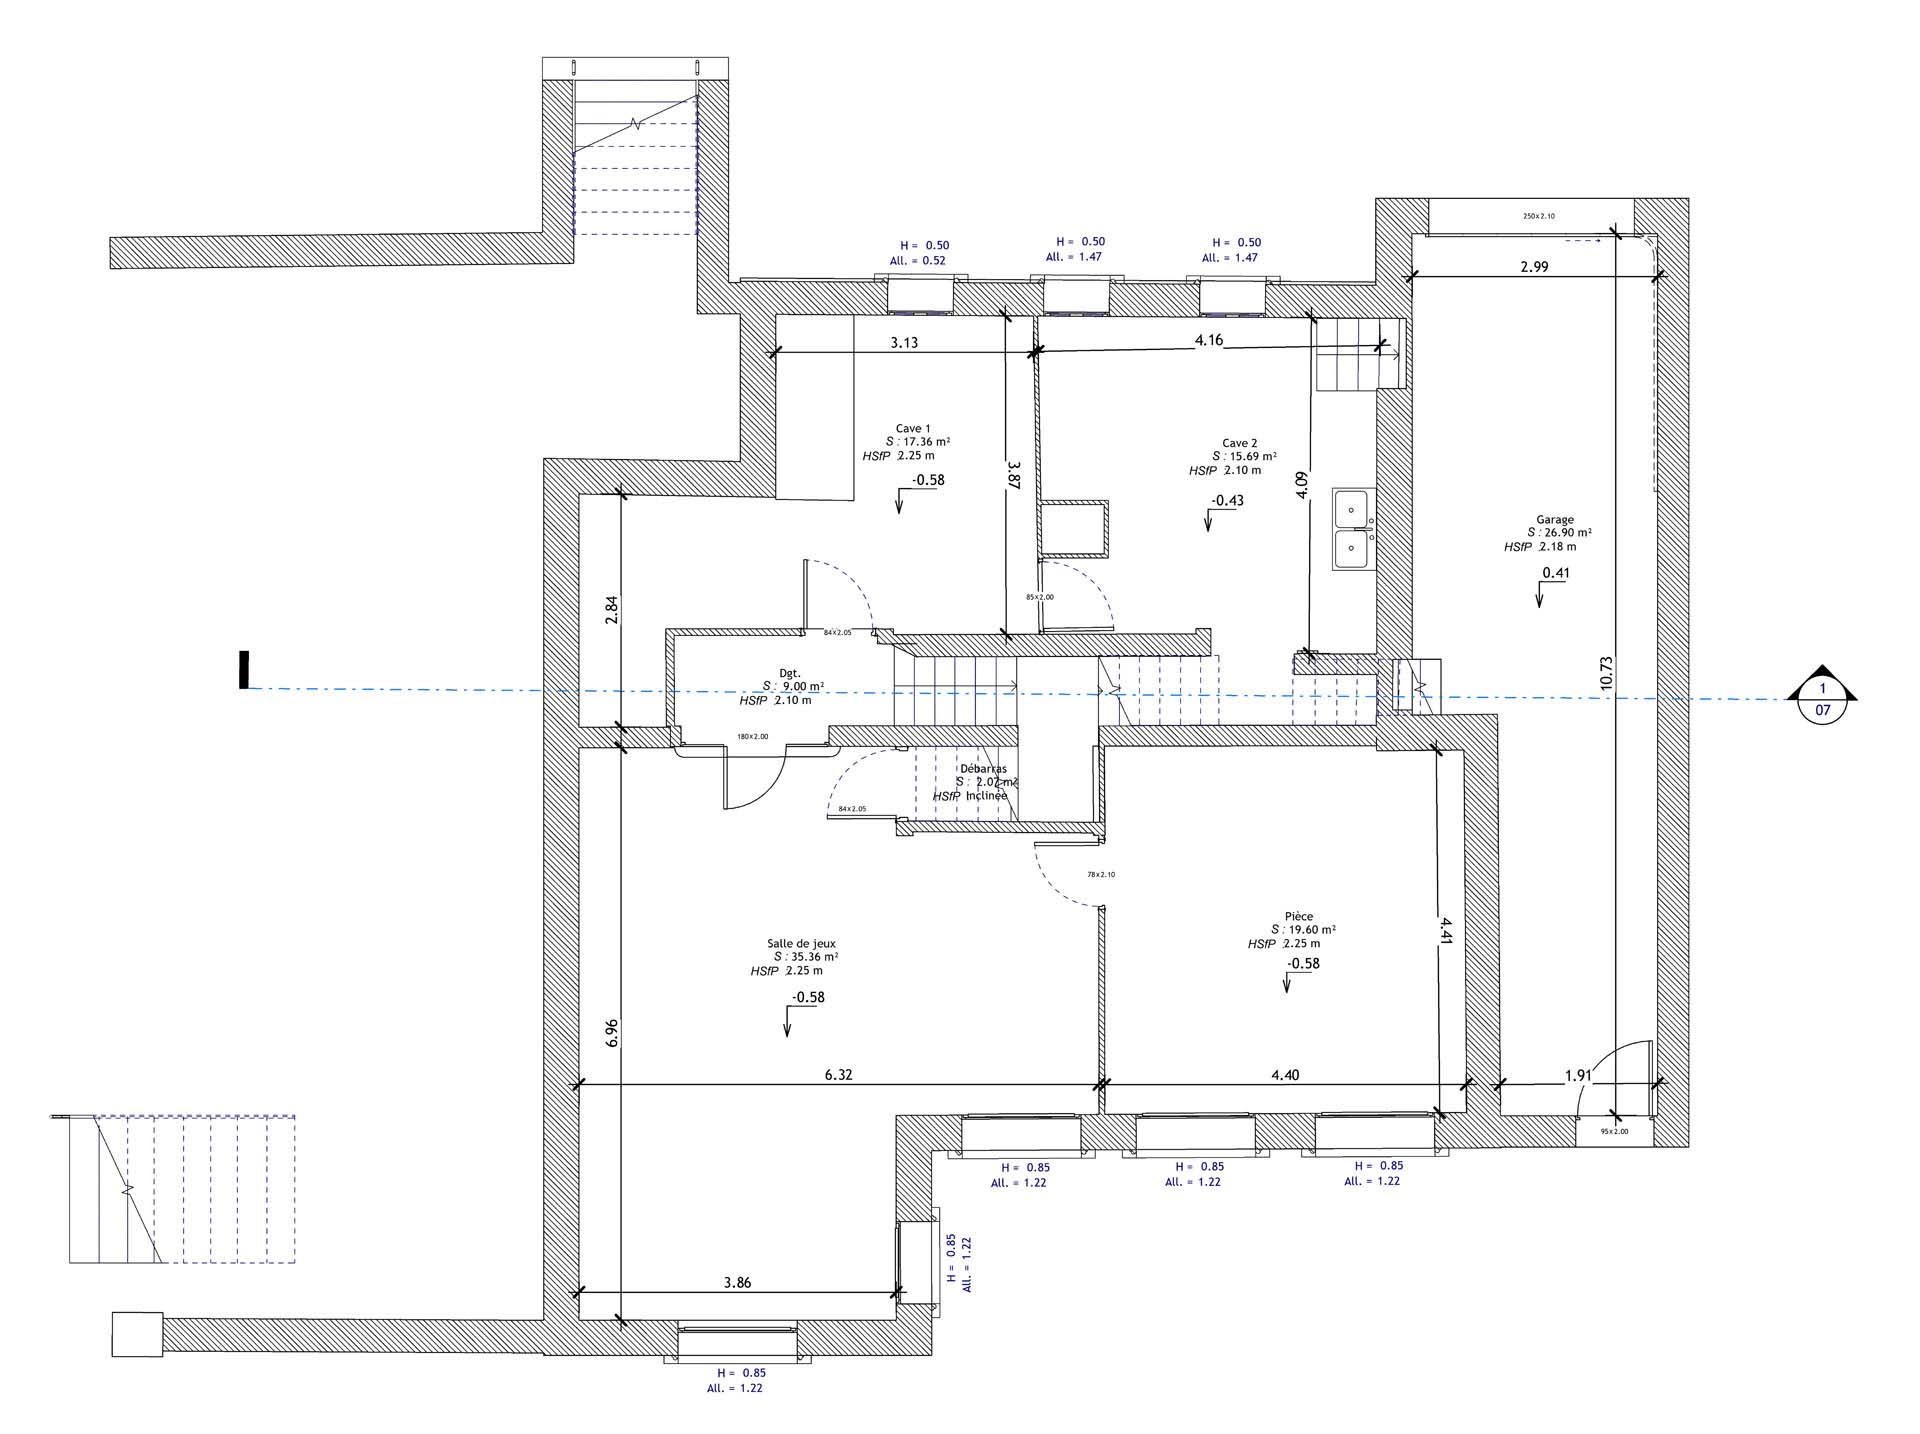 250x2.10
H = 0.50
All. = 0.52
H = 0.50
All. = 1.47
H = 0.50
All. = 1.47
2.99
3.13
4.16
Cave 1
S : 17.36 m²
HSfP : 2.25 m
-0.58
3.87
Cave 2
S : 15.69 m²
HSfP : 2.10 m
-0.43
4.09
Garage
S : 26.90 m²
HSfP : 2.18 m
0.41
2.84
85x2.00
84x2.05
Dgt.
S : 9.00 m²
HSfP : 2.10 m
10.73
1
07
180x2.00
Débarras
S : 2.07 m²
HSfP : Inclinée
84x2.05
78x2.10
Pièce
S : 19.60 m²
HSfP : 2.25 m
-0.58
4.41
Salle de jeux
S : 35.36 m²
HSfP : 2.25 m
-0.58
6.96
6.32
4.40
1.91
95x2.00
H = 0.85
All. = 1.22
H = 0.85
All. = 1.22
H = 0.85
All. = 1.22
H = 0.85
All. = 1.22
3.86
H = 0.85
All. = 1.22